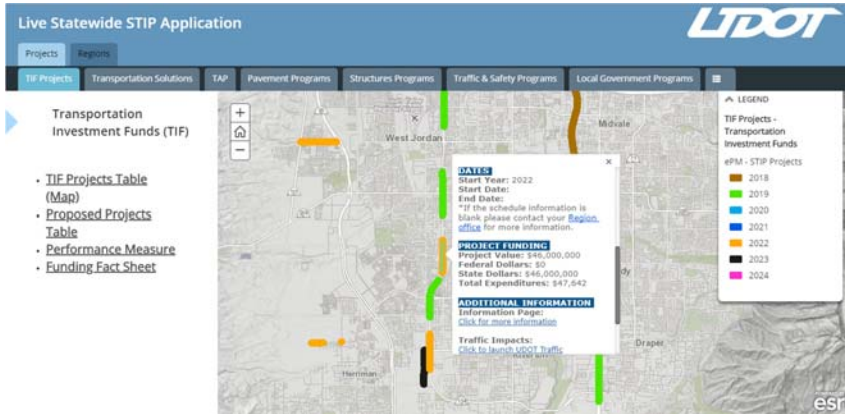 Live Statewide STIP Application
UDOT
Projects
Regions
TIF Projects
Transportation Solutions
TAP
Pavement Programs
Structures Programs
Traffic & Safety Programs
Local Government Programs
Transportation
Investment Funds (TIF)
• TIF Projects Table
(Map)
• Proposed Projects
Table
• Performance Measure
• Funding Fact Sheet
+
−
West Jordan
Midvale
Herriman
Draper
×
DATES
Start Year: 2022
Start Date:
End Date:
*If the schedule information is
blank please contact your Region
office for more information.
PROJECT FUNDING
Project Value: $46,000,000
Federal Dollars: $0
State Dollars: $46,000,000
Total Expenditures: $47,642
ADDITIONAL INFORMATION
Information Page:
Click for more information
Traffic Impacts:
Click to launch UDOT Traffic
LEGEND
TIF Projects -
Transportation
Investment Funds
ePM - STIP Projects
2018
2019
2020
2021
2022
2023
2024
esri